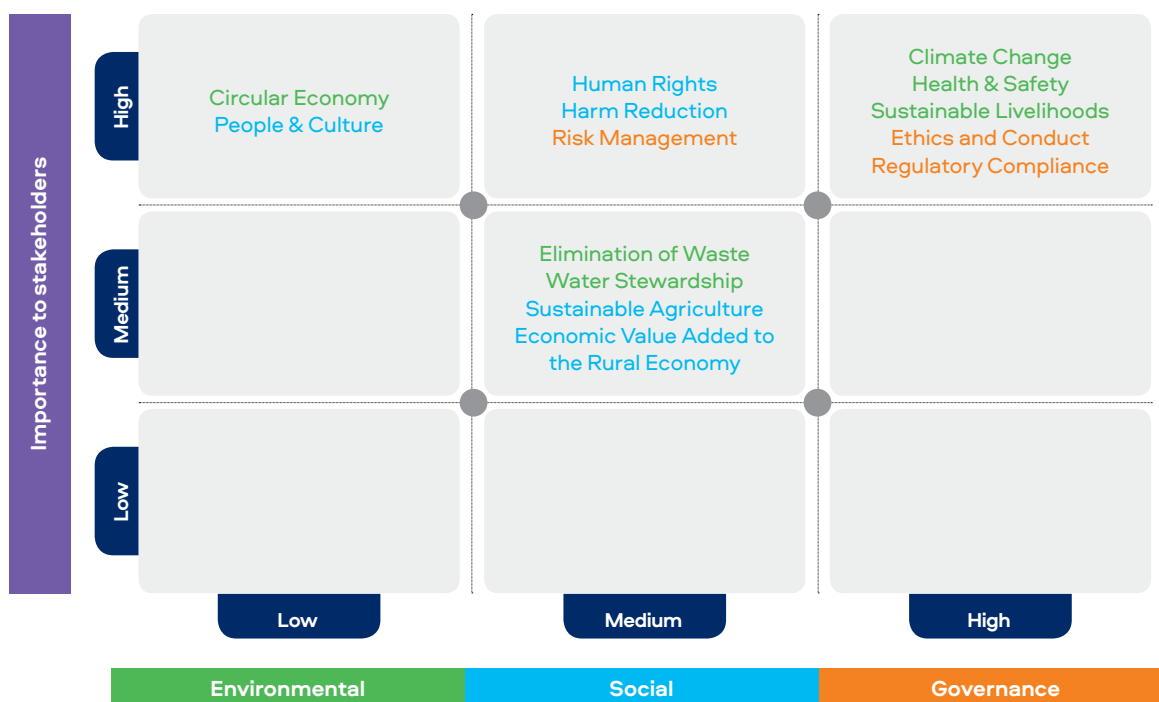 Importance to stakeholders
High
Circular Economy
People & Culture
Human Rights
Harm Reduction
Risk Management
Climate Change
Health & Safety
Sustainable Livelihoods
Ethics and Conduct
Regulatory Compliance
Medium
Elimination of Waste
Water Stewardship
Sustainable Agriculture
Economic Value Added to
the Rural Economy
Low
Low
Medium
High
Environmental
Social
Governance